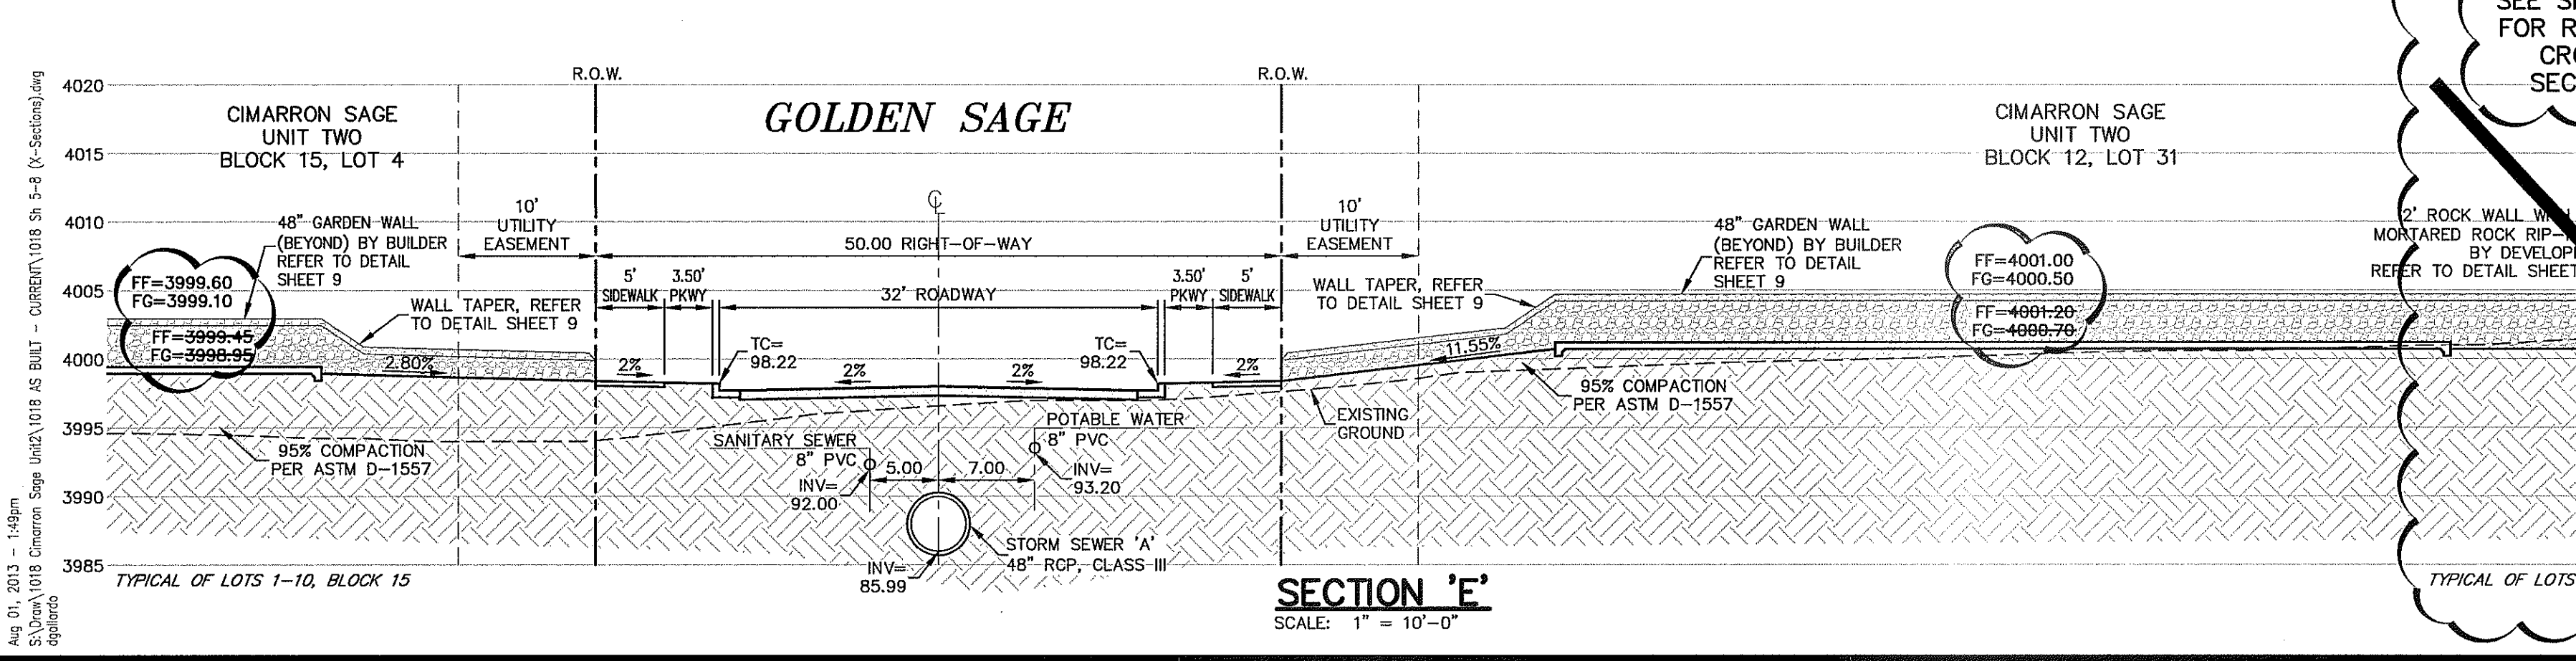 SEE
FOR
R.O.W.
R.O.W.
4020
4015
4010
4005
4000
3995
3990
3985
CIMARRON SAGE
UNIT TWO
BLOCK 15, LOT 4
GOLDEN SAGE
CIMARRON SAGE
UNIT TWO
BLOCK 12, LOT 31
48" GARDEN WALL
(BEYOND) BY BUILDER
REFER TO DETAIL
SHEET 9
10'
UTILITY
EASEMENT
℄
50.00 RIGHT-OF-WAY
10'
UTILITY
EASEMENT
48" GARDEN WALL
(BEYOND) BY BUILDER
REFER TO DETAIL
SHEET 9
2' ROCK WALL
MORTARED ROCK
BY
REFER TO DETAIL
FF=3999.60
FG=3999.10
FF=3999.45
FG=3998.95
WALL TAPER, REFER
TO DETAIL SHEET 9
5'
SIDEWALK
3.50'
PKWY
32' ROADWAY
3.50'
PKWY
5'
SIDEWALK
WALL TAPER, REFER
TO DETAIL SHEET 9
FF=4001.00
FG=4000.50
FF=4001.20
FG=4000.70
2.80%
2%
TC=
98.22
2%
2%
TC=
98.22
2%
11.55%
95% COMPACTION
PER ASTM D-1557
SANITARY SEWER
8" PVC
INV=
92.00
5.00
7.00
POTABLE WATER
8" PVC
INV=
93.20
EXISTING
GROUND
95% COMPACTION
PER ASTM D-1557
STORM SEWER 'A'
48" RCP, CLASS III
INV=
85.99
TYPICAL OF LOTS 1-10, BLOCK 15
SECTION 'E'
SCALE: 1" = 10'-0"
TYPICAL OF LOTS
Aug 01, 2013 - 1:49pm
S:\Draw\1018 Cimarron Sage Unit2\1018 AS BUILT - CURRENT\1018 Sh 5-8 (X-Sections).dwg
dgallardo